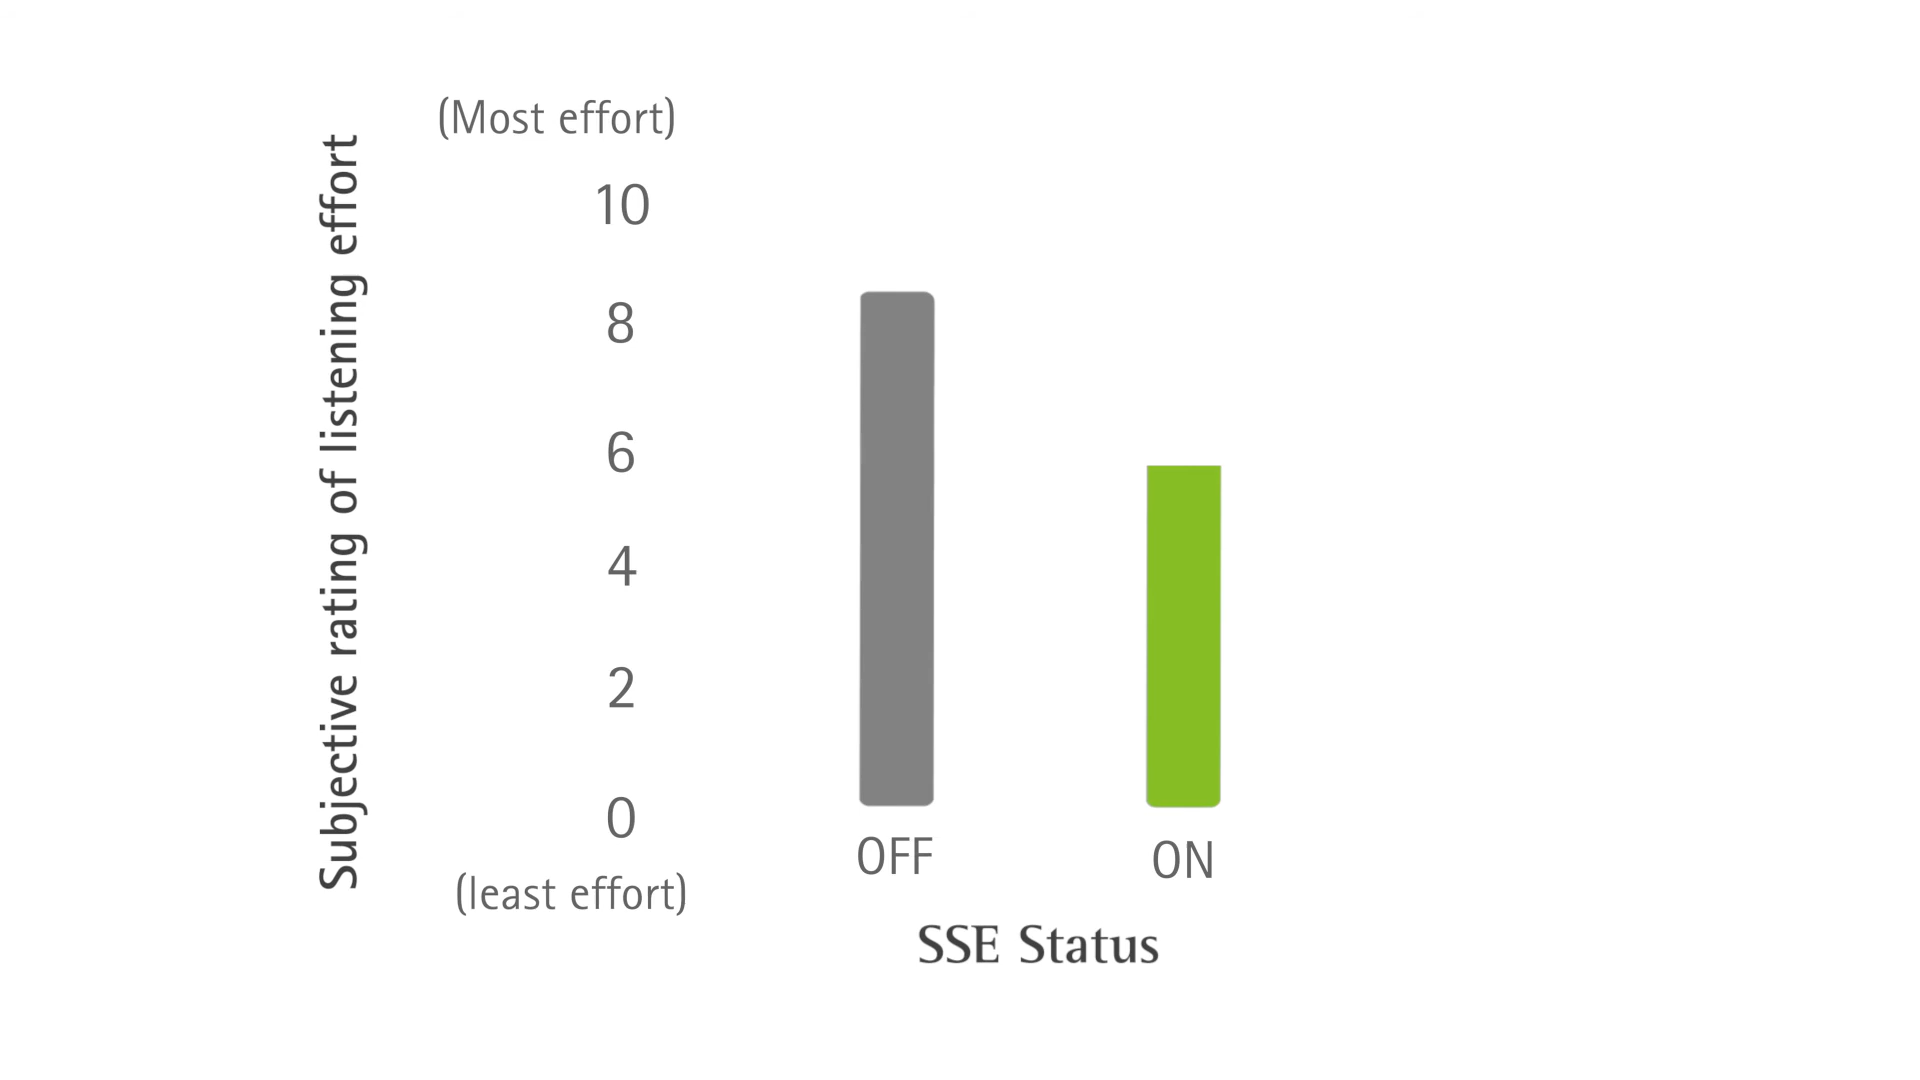 Subjective rating of listening effort
(Most effort)
10
8
6
4
2
0
(least effort)
OFF
ON
SSE Status